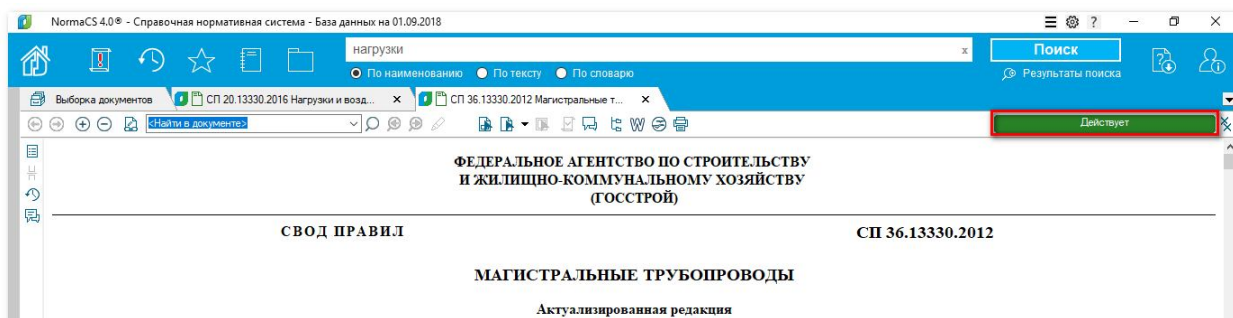 NormaCS 4.0® - Справочная нормативная система - База данных на 01.09.2018
нагрузки
x
Поиск
По наименованию По тексту По словарю
Результаты поиска
Выборка документов
СП 20.13330.2016 Нагрузки и возд... x
СП 36.13330.2012 Магистральные т... x
<Найти в документе>
Действует
ФЕДЕРАЛЬНОЕ АГЕНТСТВО ПО СТРОИТЕЛЬСТВУ
И ЖИЛИЩНО-КОММУНАЛЬНОМУ ХОЗЯЙСТВУ
(ГОССТРОЙ)
СВОД ПРАВИЛ
СП 36.13330.2012
МАГИСТРАЛЬНЫЕ ТРУБОПРОВОДЫ
Актуализированная редакция